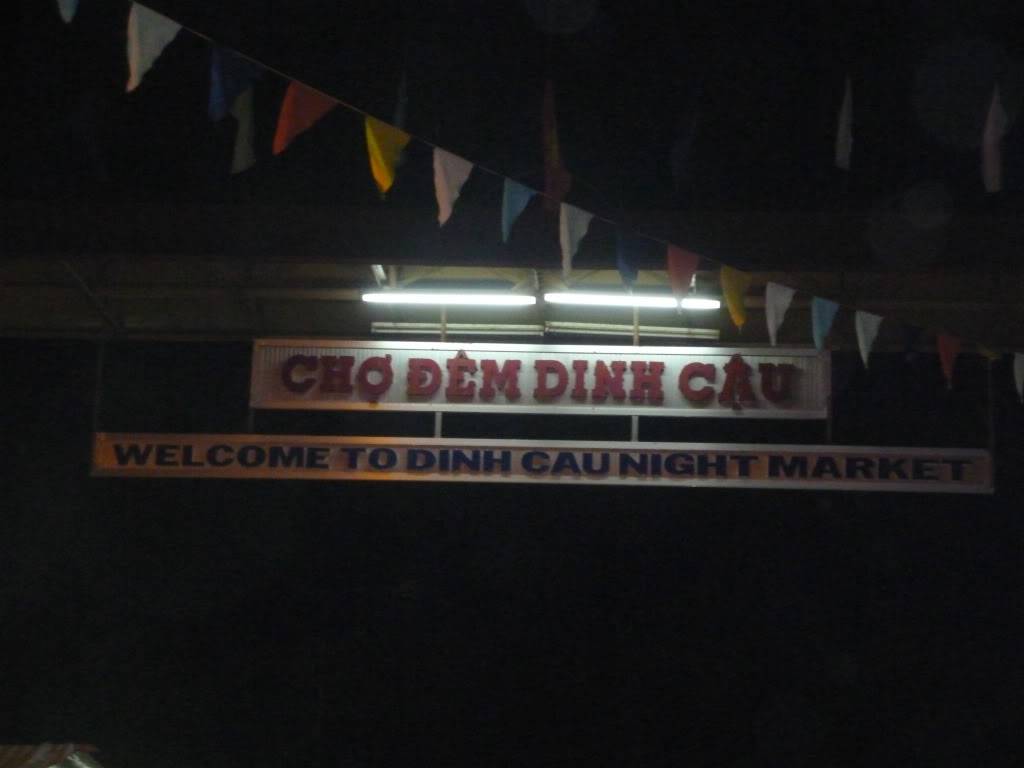 CHỢ ĐÊM DINH CẬU
WELCOME TO DINH CAU NIGHT MARKET